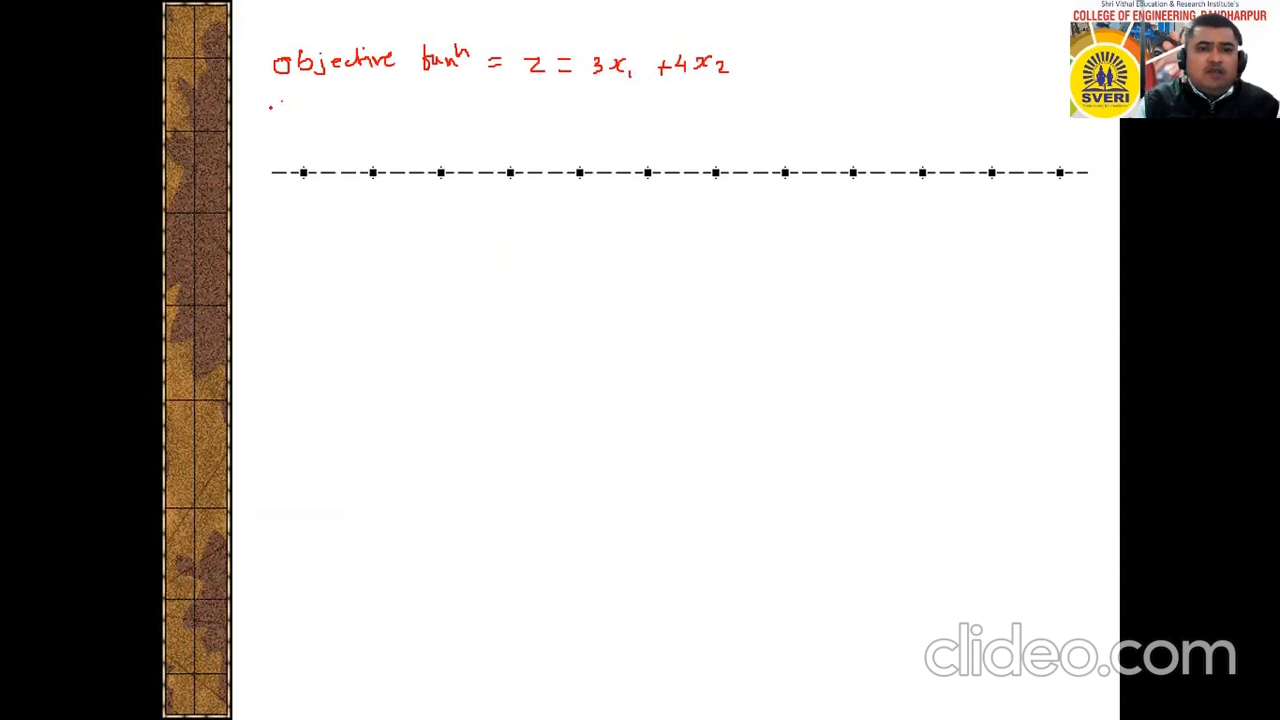 Shri Vithal Education & Research Institute's
COLLEGE OF ENGINEERING, PANDHARPUR
SVERI
Objective funⁿ = Z = 3x₁ + 4x₂
clideo.com